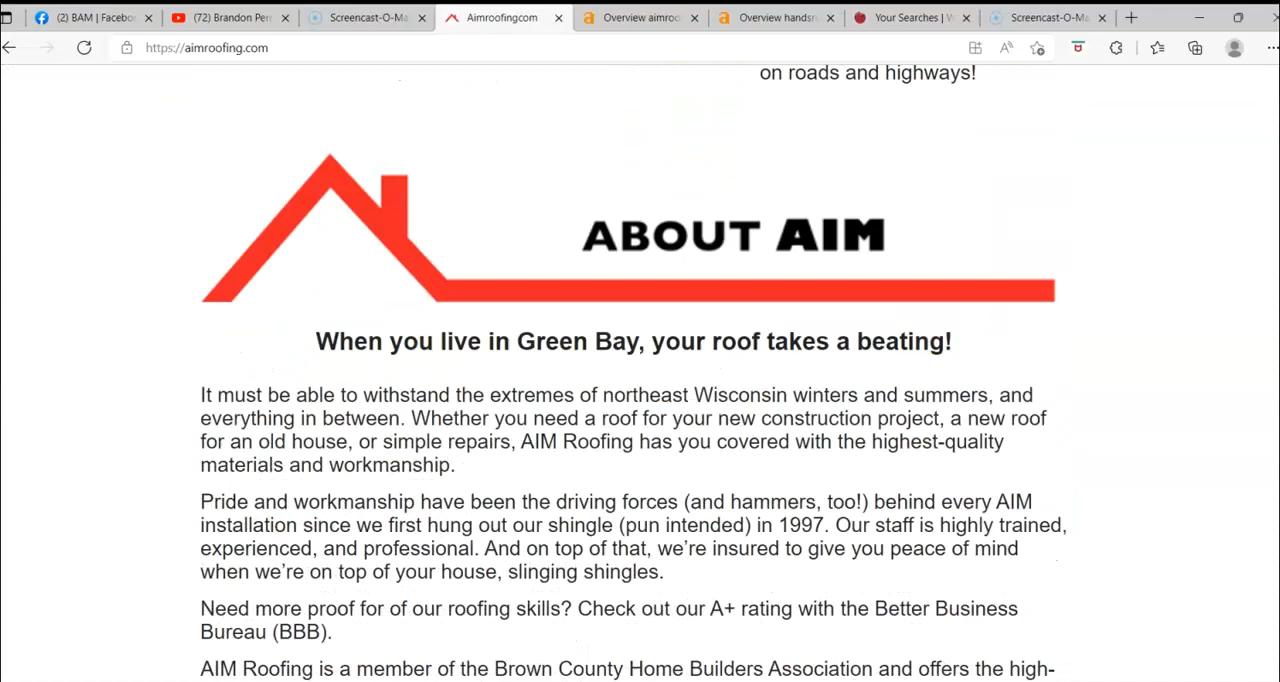 (2) BAM | Facebo
(72) Brandon Per
Screencast-O-Ma
Aimroofingcom
Overview aimroo
Overview handsm
Your Searches | W
Screencast-O-Ma
https://aimroofing.com
on roads and highways!
ABOUT AIM
When you live in Green Bay, your roof takes a beating!
It must be able to withstand the extremes of northeast Wisconsin winters and summers, and
everything in between. Whether you need a roof for your new construction project, a new roof
for an old house, or simple repairs, AIM Roofing has you covered with the highest-quality
materials and workmanship.
Pride and workmanship have been the driving forces (and hammers, too!) behind every AIM
installation since we first hung out our shingle (pun intended) in 1997. Our staff is highly trained,
experienced, and professional. And on top of that, we’re insured to give you peace of mind
when we’re on top of your house, slinging shingles.
Need more proof for of our roofing skills? Check out our A+ rating with the Better Business
Bureau (BBB).
AIM Roofing is a member of the Brown County Home Builders Association and offers the high-